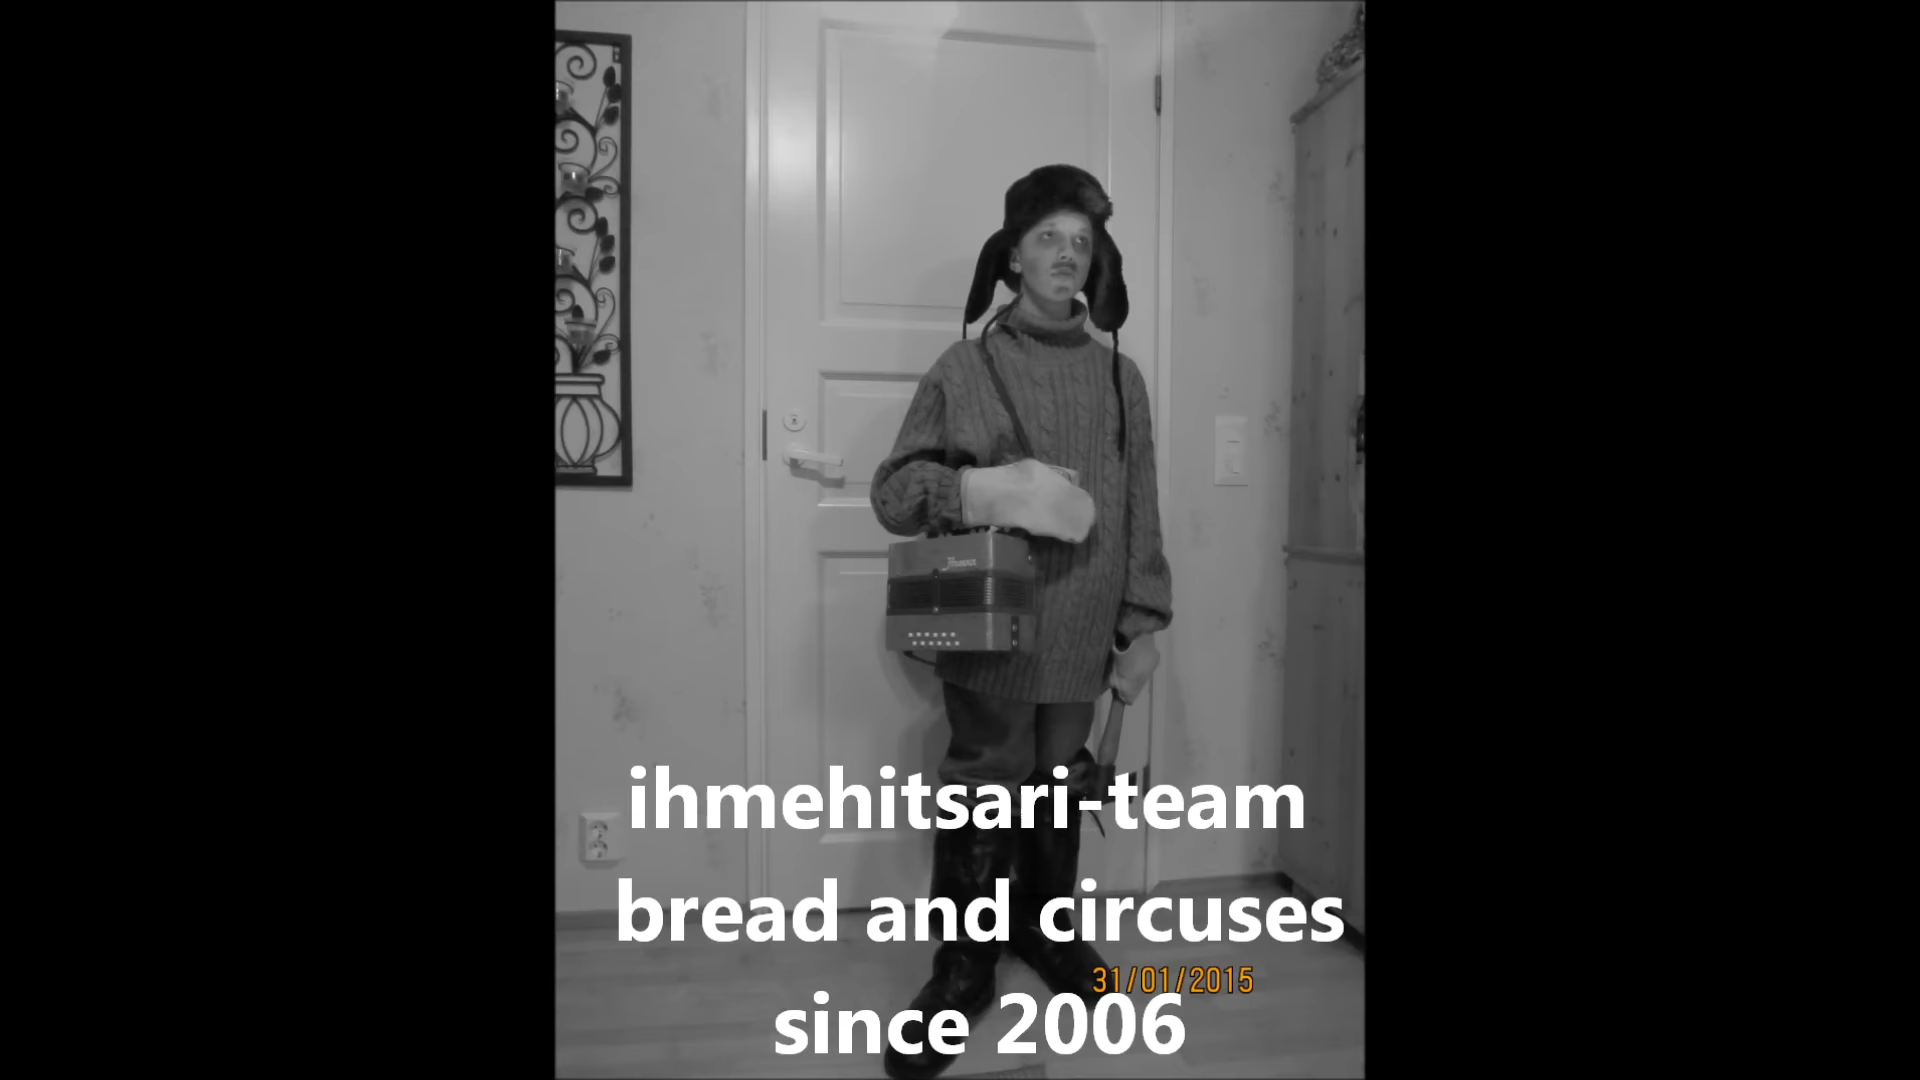 ihmehitsari-team
bread and circuses
31/01/2015
since 2006